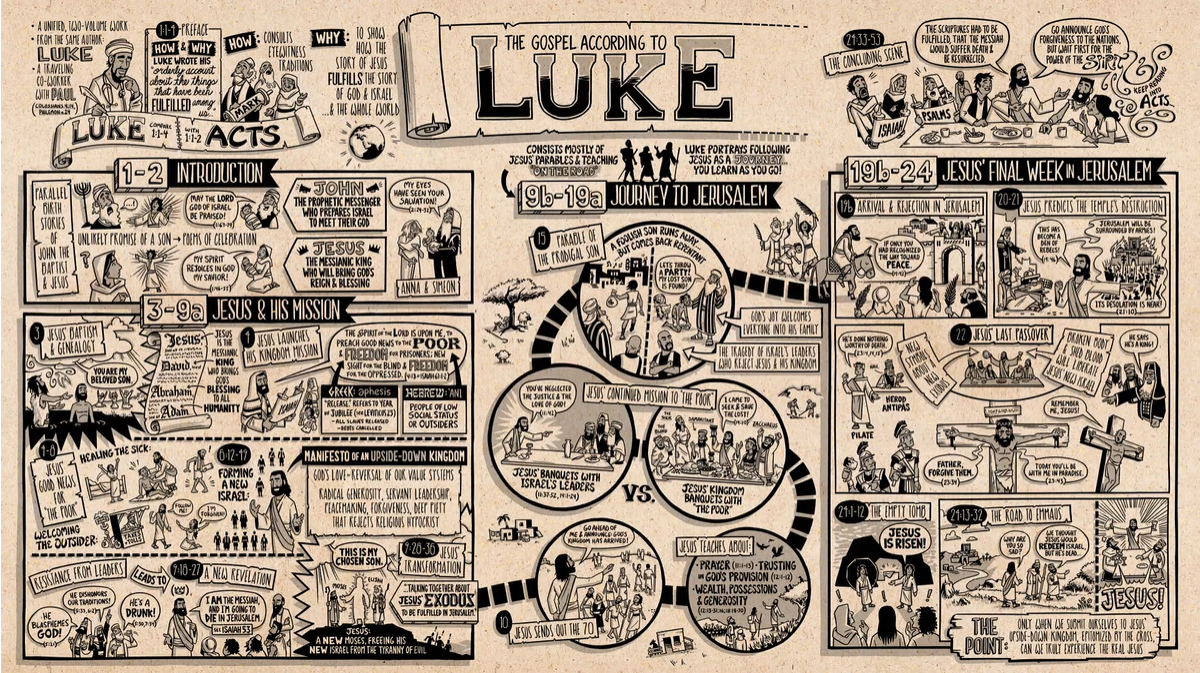 • A UNIFIED, TWO-VOLUME WORK
• FROM THE SAME AUTHOR:
LUKE
• A TRAVELING
CO-WORKER
WITH PAUL
COLOSSIANS 4:14,
PHILEMON v.24
LUKE
COMPARE
1:1-4
WITH
1:1-2
ACTS
1:1-4
PREFACE
HOW & WHY
LUKE WROTE HIS
orderly account
about the things
that have been
FULFILLED among
us.
HOW:
CONSULTS
EYEWITNESS
TRADITIONS
MARK
WHY:
TO SHOW
HOW THE
STORY OF JESUS
FULFILLS THE STORY
OF GOD & ISRAEL
...& THE WHOLE WORLD
THE GOSPEL ACCORDING TO
LUKE
1-2 INTRODUCTION
PARALLEL
BIRTH
STORIES
OF
JOHN THE
BAPTIST
& JESUS
MAY THE LORD
GOD OF ISRAEL
BE PRAISED!
(1:67-79)
UNLIKELY PROMISE OF A SON → POEMS OF CELEBRATION
?
MY SPIRIT
REJOICES IN GOD
MY SAVIOR!
(1:46-55)
JOHN
THE PROPHETIC MESSENGER
WHO PREPARES ISRAEL
TO MEET THEIR GOD
JESUS
THE MESSIANIC KING
WHO WILL BRING GOD'S
REIGN & BLESSING
MY EYES
HAVE SEEN YOUR
SALVATION!
(2:29-32)
ANNA & SIMEON
3-9a JESUS & HIS MISSION
3
JESUS' BAPTISM
& GENEALOGY
YOU ARE MY
BELOVED SON.
Jesus,
David,
Abraham,
Adam
JESUS
IS THE
MESSIANIC
KING
WHO BRINGS
GOD'S
BLESSING
TO ALL
HUMANITY
4
JESUS LAUNCHES
HIS KINGDOM MISSION
ISAIAH
THE SPIRIT OF THE LORD IS UPON ME, TO
PREACH GOOD NEWS TO THE POOR
& FREEDOM FOR PRISONERS; NEW
SIGHT FOR THE BLIND & FREEDOM
FOR THE OPPRESSED.
GREEK: aphesis
"RELEASE" REFERS TO YEAR
OF JUBILEE (see LEVITICUS 25)
– ALL SLAVES RELEASED
– DEBTS CANCELLED
HEBREW: ANI
PEOPLE OF LOW
SOCIAL STATUS
OR OUTSIDERS
4-8
JESUS'
GOOD NEWS
FOR
"THE POOR"
HEALING THE SICK:
WELCOMING
THE OUTSIDER:
TAXES
TOLLS
FOLLOW
ME
6:12-49
FORMING
A NEW
ISRAEL:
MANIFESTO OF AN UPSIDE-DOWN KINGDOM
GOD'S LOVE = REVERSAL OF OUR VALUE SYSTEMS
RADICAL GENEROSITY, SERVANT LEADERSHIP,
PEACEMAKING, FORGIVENESS, DEEP PIETY
THAT REJECTS RELIGIOUS HYPOCRISY
RESISTANCE FROM LEADERS
LEADS TO
9:18-27
A NEW REVELATION
HE BLASPHEMES
GOD!
(5:21)
HE DISHONORS
OUR TRADITIONS!
HE'S A
DRUNK!
I AM THE MESSIAH,
AND I'M GOING TO
DIE IN JERUSALEM.
SEE ISAIAH 53
THIS IS MY
CHOSEN SON.
MOSES
ELIJAH
9:28-36
JESUS'
TRANSFORMATION
"...TALKING TOGETHER ABOUT
JESUS' EXODUS
TO BE FULFILLED IN JERUSALEM."
JESUS:
A NEW MOSES, FREEING HIS
NEW ISRAEL FROM THE TYRANNY OF EVIL
CONSISTS MOSTLY OF
JESUS' PARABLES & TEACHING
"ON THE ROAD"
LUKE PORTRAYS FOLLOWING
JESUS AS A JOURNEY...
YOU LEARN AS YOU GO!
9b-19a JOURNEY TO JERUSALEM
15
PARABLE OF
THE
PRODIGAL SON
A FOOLISH SON RUNS AWAY...
BUT COMES BACK REPENTANT
LET'S THROW
A PARTY!
MY LOST SON
IS FOUND!
GOD'S JOY WELCOMES
EVERYONE INTO HIS FAMILY
THE TRAGEDY OF ISRAEL'S LEADERS
WHO REJECT JESUS & HIS KINGDOM
JESUS' CONTINUED MISSION TO "THE POOR"
YOU'VE NEGLECTED
THE JUSTICE & THE
LOVE OF GOD!
(11:42)
JESUS' BANQUETS WITH
ISRAEL'S LEADERS
(11:37-52, 14:1-24)
VS.
I CAME TO
SEEK & SAVE
THE LOST!
(19:10)
SAMARITANS
ZACCHAEUS
JESUS' KINGDOM
BANQUETS WITH
"THE POOR"
GO AHEAD OF
ME & ANNOUNCE: GOD'S
KINGDOM HAS ARRIVED!
10
JESUS SENDS OUT THE 70
JESUS TEACHES ABOUT:
• PRAYER (11:1-13) • TRUSTING
IN GOD'S PROVISION (12:1-12)
• WEALTH, POSSESSIONS
& GENEROSITY
24:33-53
THE CONCLUDING SCENE
ISAIAH
PSALMS
THE SCRIPTURES HAD TO BE
FULFILLED, THAT THE MESSIAH
WOULD SUFFER DEATH &
BE RESURRECTED.
GO ANNOUNCE GOD'S
FORGIVENESS TO THE NATIONS,
BUT WAIT FIRST FOR THE
POWER OF THE SPIRIT
KEEP READING
INTO
ACTS...
19b-24 JESUS' FINAL WEEK IN JERUSALEM
19b
ARRIVAL & REJECTION IN JERUSALEM
IF ONLY YOU
HAD RECOGNIZED
THE WAY TOWARD
PEACE.
20-21
JESUS PREDICTS THE TEMPLE'S DESTRUCTION
THIS HAS
BECOME A
DEN OF
REBELS!
JERUSALEM WILL BE
SURROUNDED BY ARMIES!
ITS DESOLATION IS NEAR!
(21:20)
22
JESUS' LAST PASSOVER
HE'S DONE NOTHING
WORTHY OF DEATH!
HEROD
ANTIPAS
PILATE
NEW
SYMBOLS
ABOUT A
NEW
EXODUS
BROKEN BODY
& SHED BLOOD
WILL LIBERATE
JESUS' NEW ISRAEL
HE SAYS
HE'S A KING!
REMEMBER
ME, JESUS!
FATHER,
FORGIVE THEM.
(23:34)
TODAY YOU'LL BE
WITH ME IN PARADISE.
(23:43)
24:1-12
THE EMPTY TOMB
JESUS
IS RISEN!
24:13-32
THE ROAD TO EMMAUS
WHY ARE
YOU SO
SAD?
WE THOUGHT
JESUS WOULD
REDEEM ISRAEL,
BUT HE'S DEAD.
JESUS!
THE
POINT:
ONLY WHEN WE SUBMIT OURSELVES TO JESUS'
UPSIDE-DOWN KINGDOM, EPITOMIZED BY THE CROSS,
CAN WE TRULY EXPERIENCE THE REAL JESUS